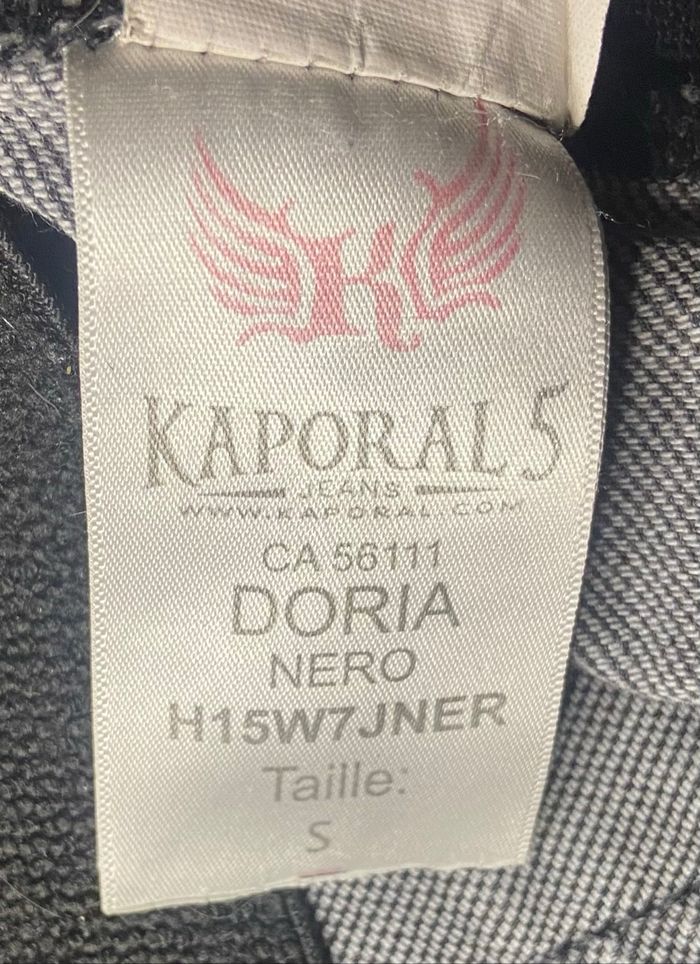 K
KAPORAL 5
JEANS
WWW.KAPORAL.COM
CA 56111
DORIA
NERO
H15W7JNER
Taille:
S